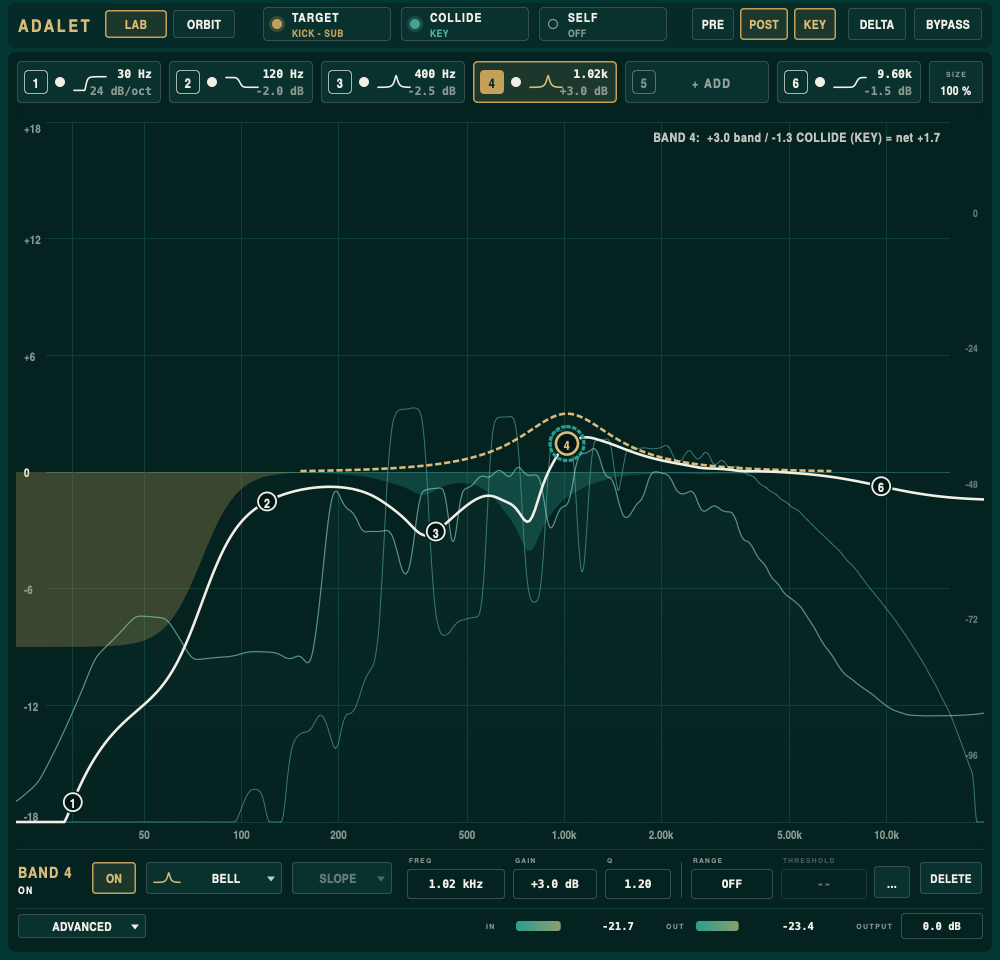 ADALET
LAB
ORBIT
TARGET
KICK - SUB
COLLIDE
KEY
SELF
OFF
PRE
POST
KEY
DELTA
BYPASS
1
30 Hz
24 dB/oct
2
120 Hz
-2.0 dB
3
400 Hz
-2.5 dB
4
1.02k
+3.0 dB
5
+ ADD
6
9.60k
-1.5 dB
SIZE
100 %
BAND 4: +3.0 band / -1.3 COLLIDE (KEY) = net +1.7
+18
+12
+6
0
-6
-12
-18
0
-24
-48
-72
-96
1
2
3
4
6
50
100
200
500
1.00k
2.00k
5.00k
10.0k
BAND 4
ON
ON
BELL
SLOPE
FREQ
1.02 kHz
GAIN
+3.0 dB
Q
1.20
RANGE
OFF
THRESHOLD
--
...
DELETE
ADVANCED
IN
-21.7
OUT
-23.4
OUTPUT
0.0 dB